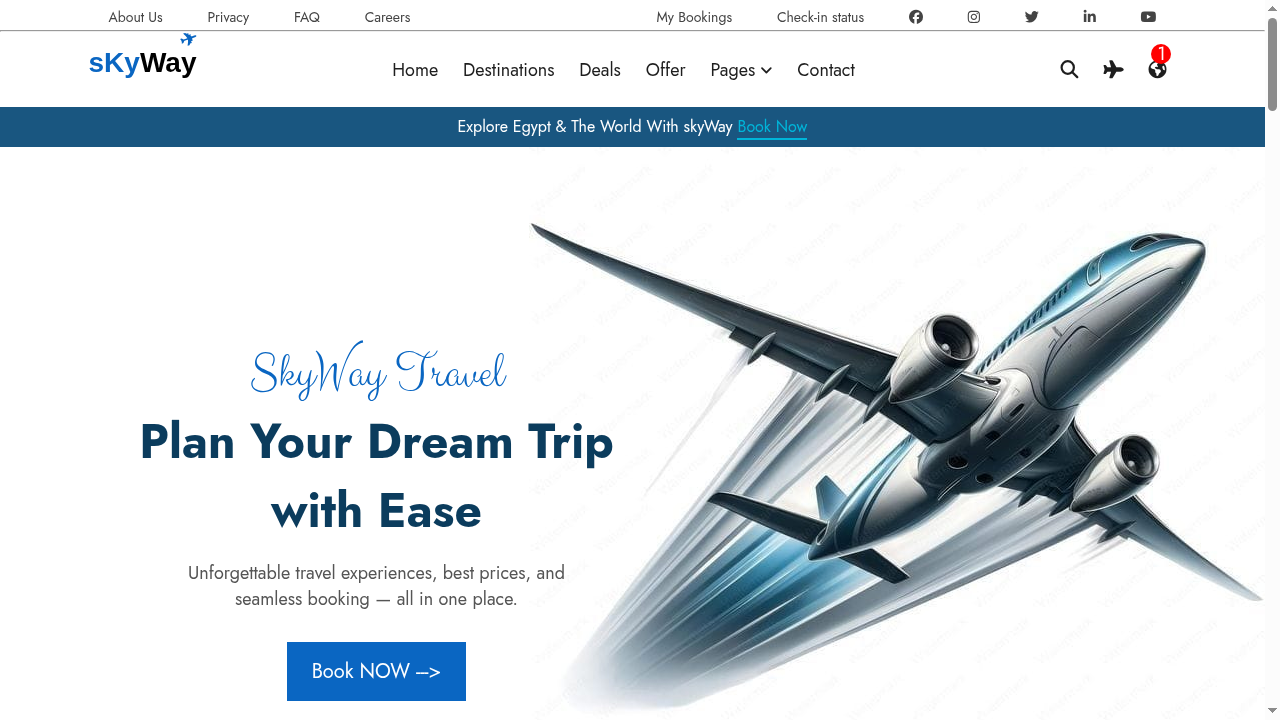 About Us Privacy FAQ Careers My Bookings Check-in status
sKyWay
Home Destinations Deals Offer Pages Contact
1
Explore Egypt & The World With skyWay Book Now
SkyWay Travel
Plan Your Dream Trip
with Ease
Unforgettable travel experiences, best prices, and
seamless booking — all in one place.
Book NOW —>